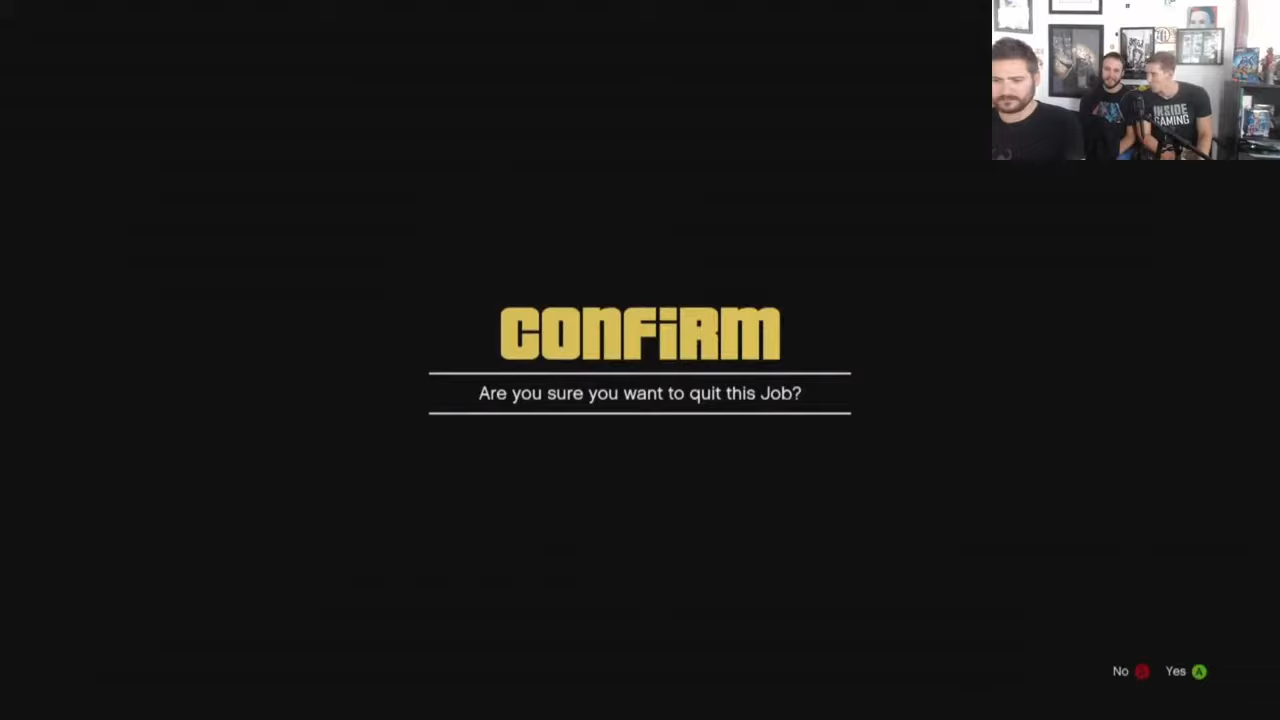 INSIDE
GAMING
CONFIRM
Are you sure you want to quit this Job?
No B Yes A